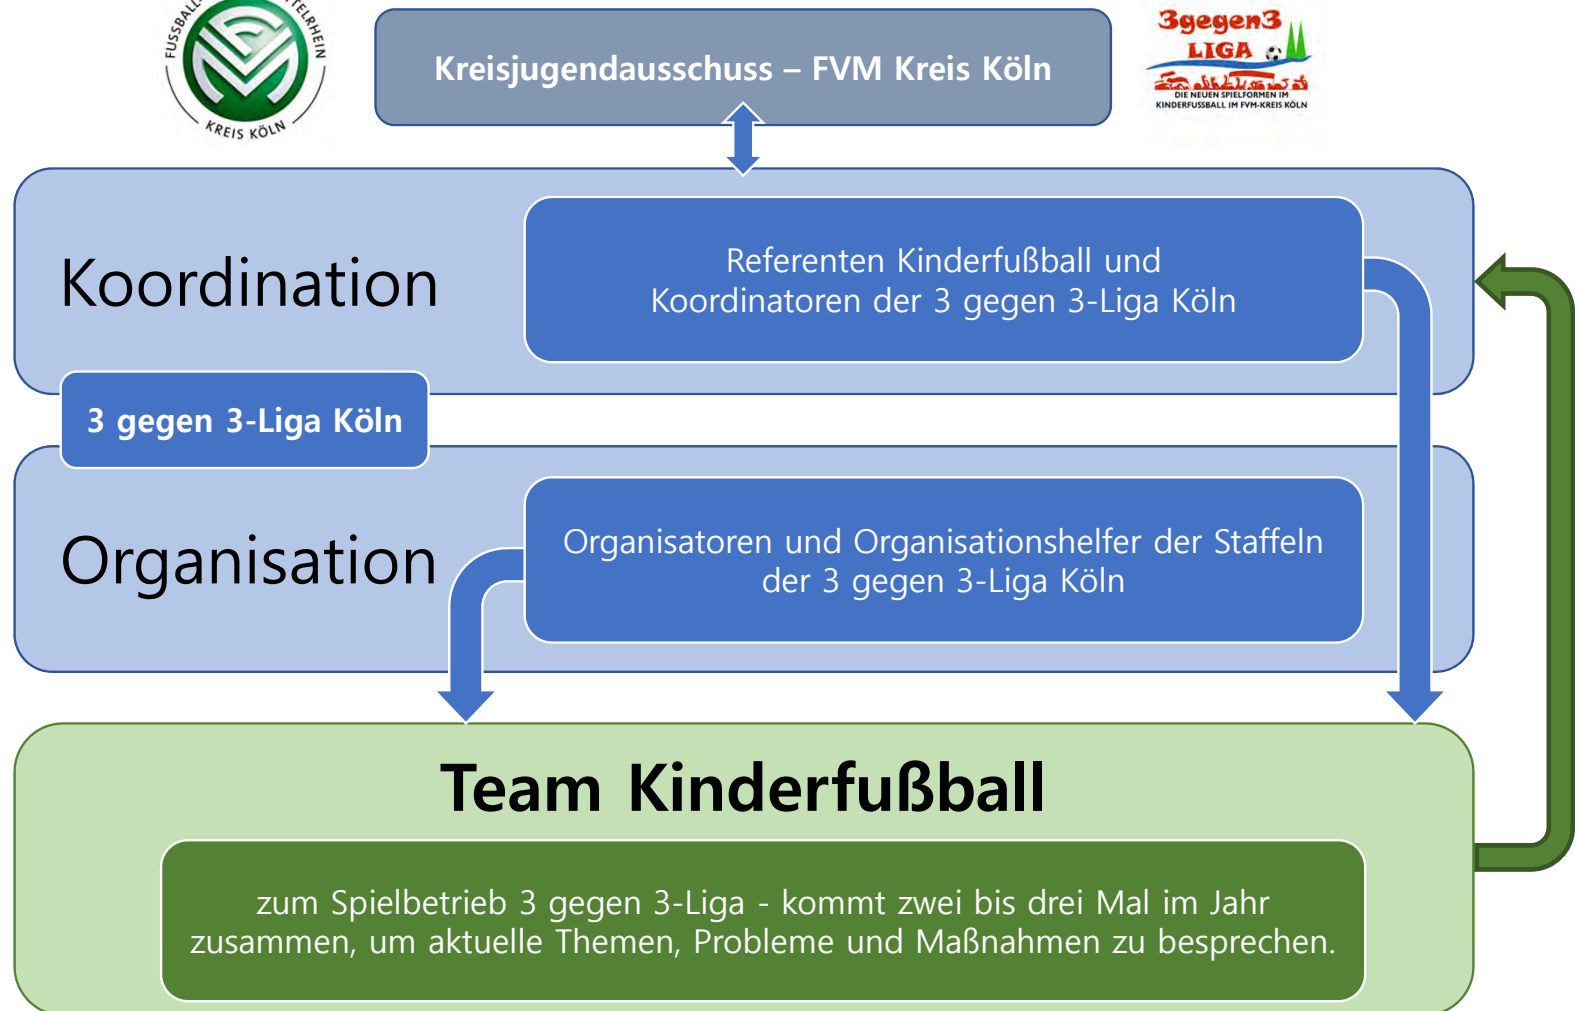 FUSSBALL-
TTELRHEIN
KREIS KÖLN
Kreisjugendausschuss – FVM Kreis Köln
3gegen3
LIGA
DIE NEUEN SPIELFORMEN IM
KINDERFUSSBALL IM FVM-KREIS KÖLN
Koordination
Referenten Kinderfußball und
Koordinatoren der 3 gegen 3-Liga Köln
3 gegen 3-Liga Köln
Organisation
Organisatoren und Organisationshelfer der Staffeln
der 3 gegen 3-Liga Köln
Team Kinderfußball
zum Spielbetrieb 3 gegen 3-Liga - kommt zwei bis drei Mal im Jahr
zusammen, um aktuelle Themen, Probleme und Maßnahmen zu besprechen.